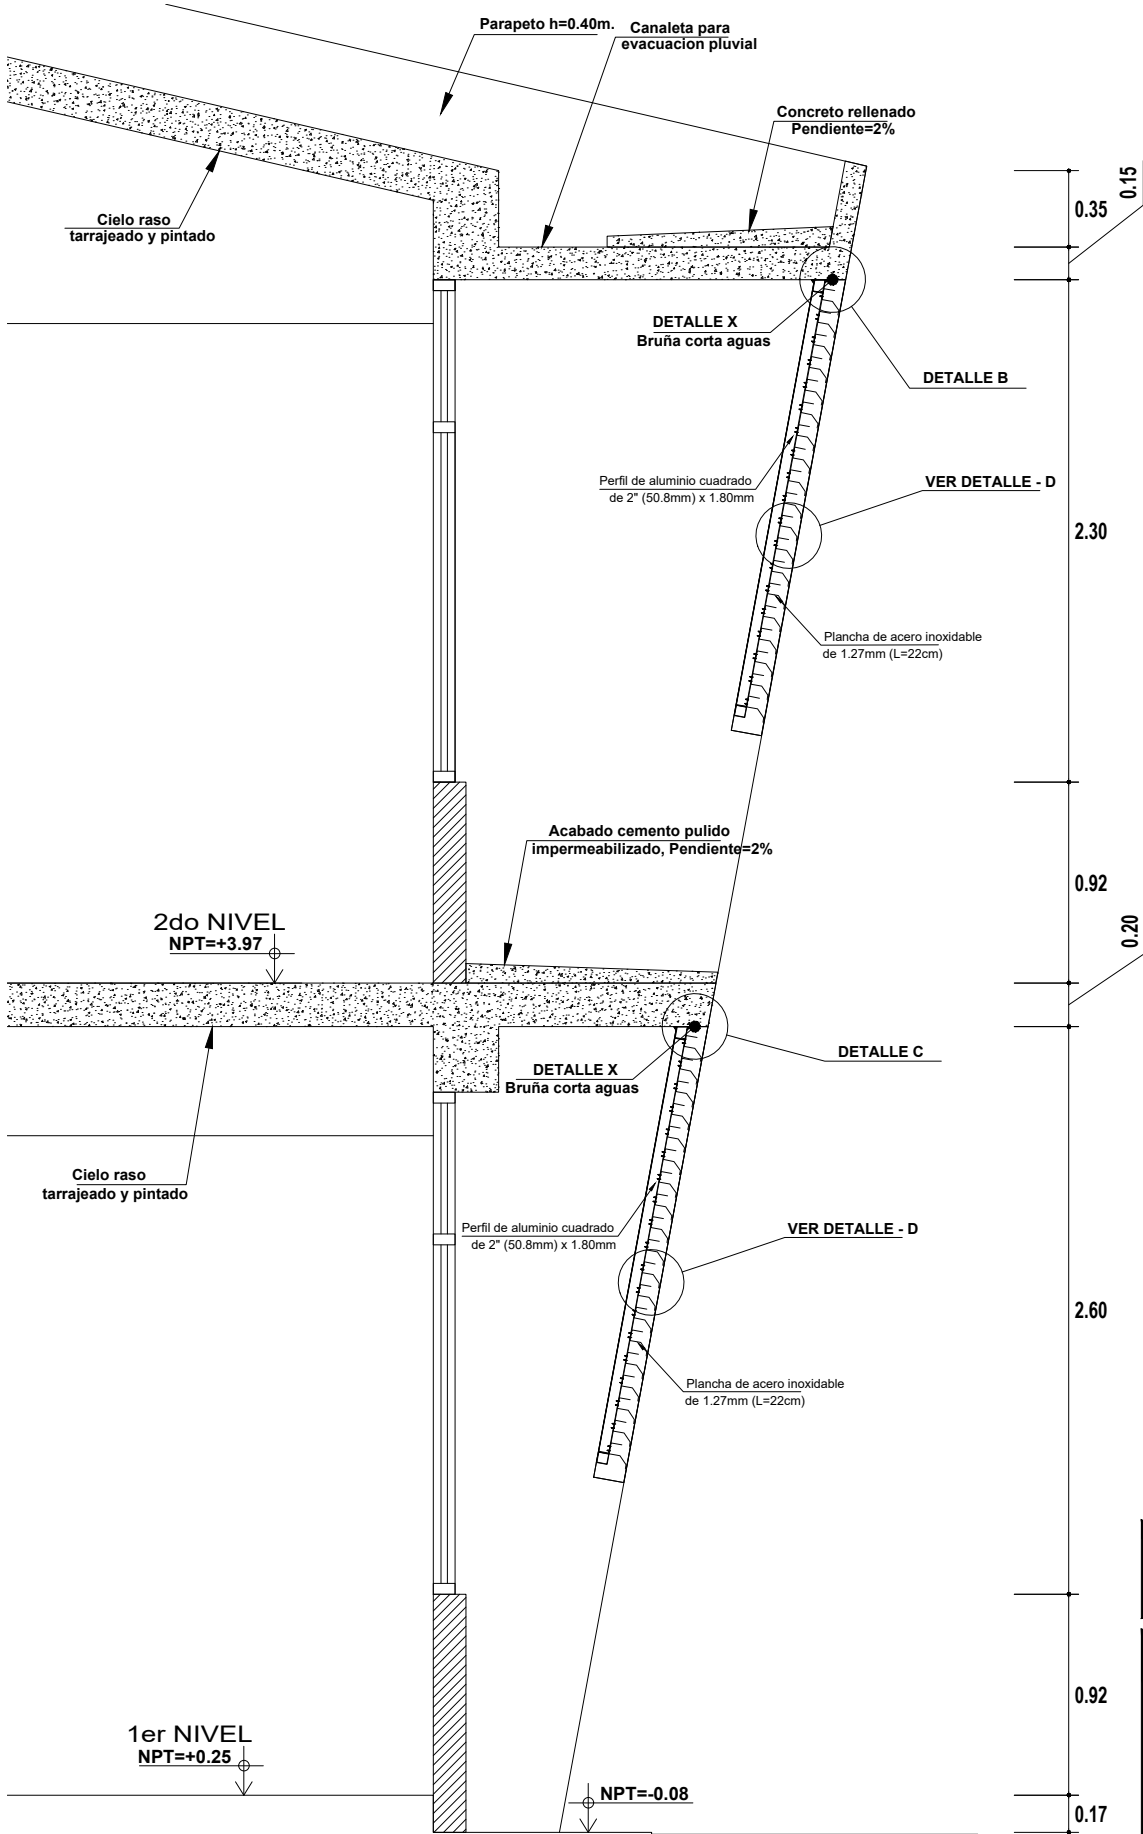 Parapeto h=0.40m.
Canaleta para
evacuacion pluvial
Concreto rellenado
Pendiente=2%
0.15
0.35
Cielo raso
tarrajeado y pintado
DETALLE X
Bruña corta aguas
DETALLE B
Perfil de aluminio cuadrado
de 2" (50.8mm) x 1.80mm
VER DETALLE - D
2.30
Plancha de acero inoxidable
de 1.27mm (L=22cm)
Acabado cemento pulido
impermeabilizado, Pendiente=2%
0.92
2do NIVEL
NPT=+3.97
0.20
DETALLE X
Bruña corta aguas
DETALLE C
Cielo raso
tarrajeado y pintado
Perfil de aluminio cuadrado
de 2" (50.8mm) x 1.80mm
VER DETALLE - D
2.60
Plancha de acero inoxidable
de 1.27mm (L=22cm)
0.92
1er NIVEL
NPT=+0.25
NPT=-0.08
0.17